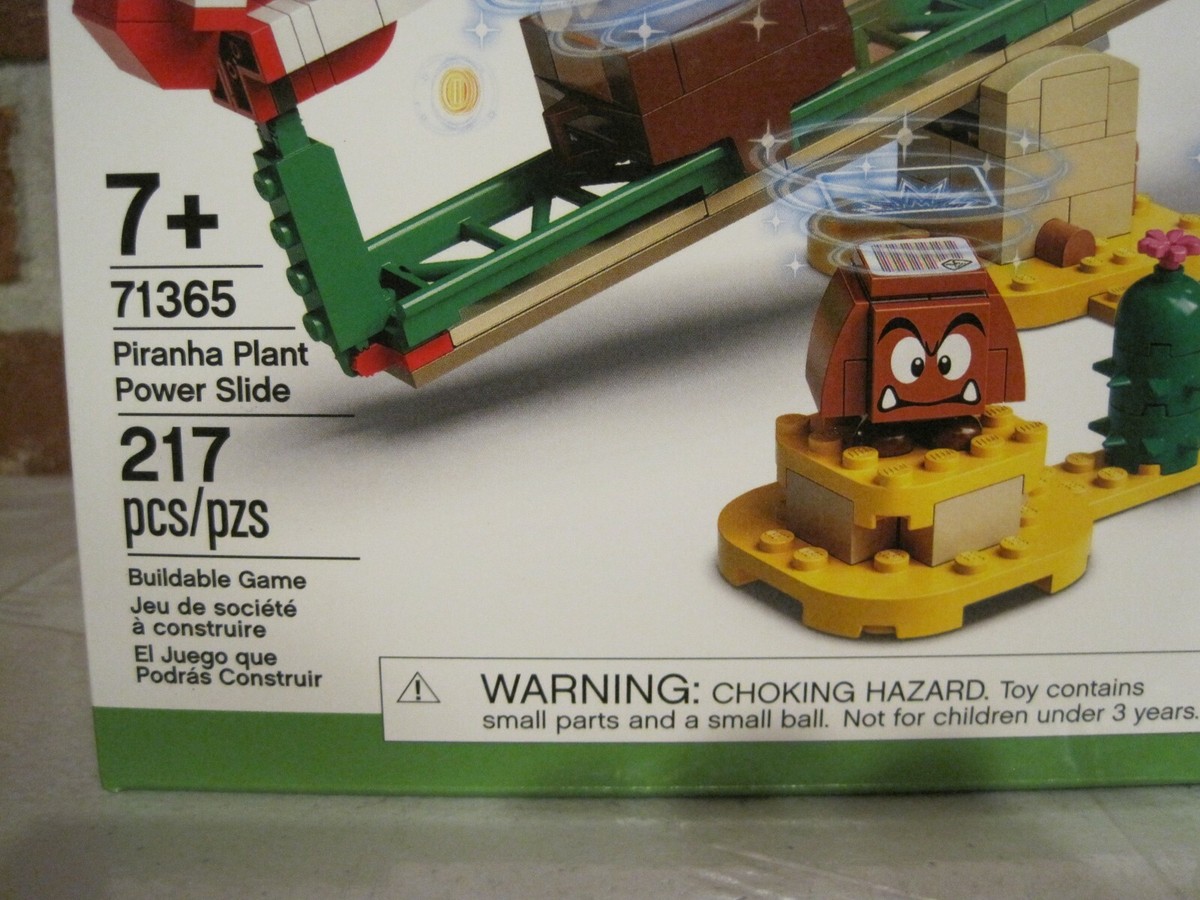 7+
71365
Piranha Plant
Power Slide
217
pcs/pzs
Buildable Game
Jeu de société
à construire
El Juego que
Podrás Construir
WARNING: CHOKING HAZARD. Toy contains
small parts and a small ball. Not for children under 3 years.